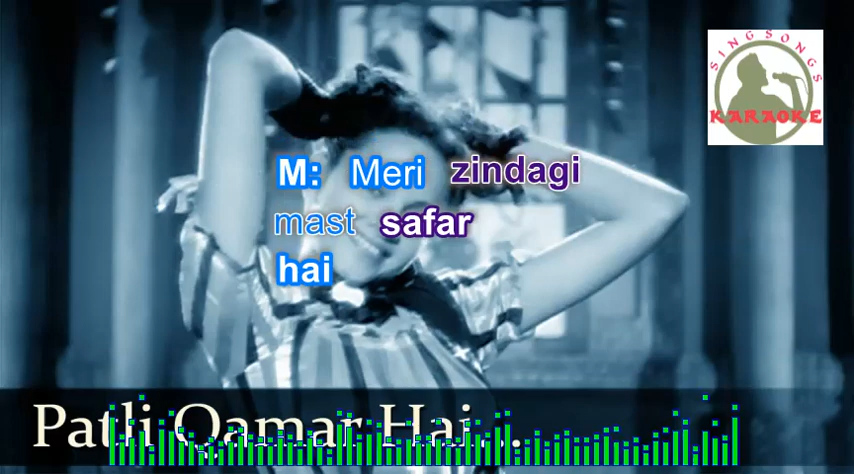 SING SONGS
KARAOKE
M: Meri zindagi
mast safar
hai
Patli Qamar Hai...